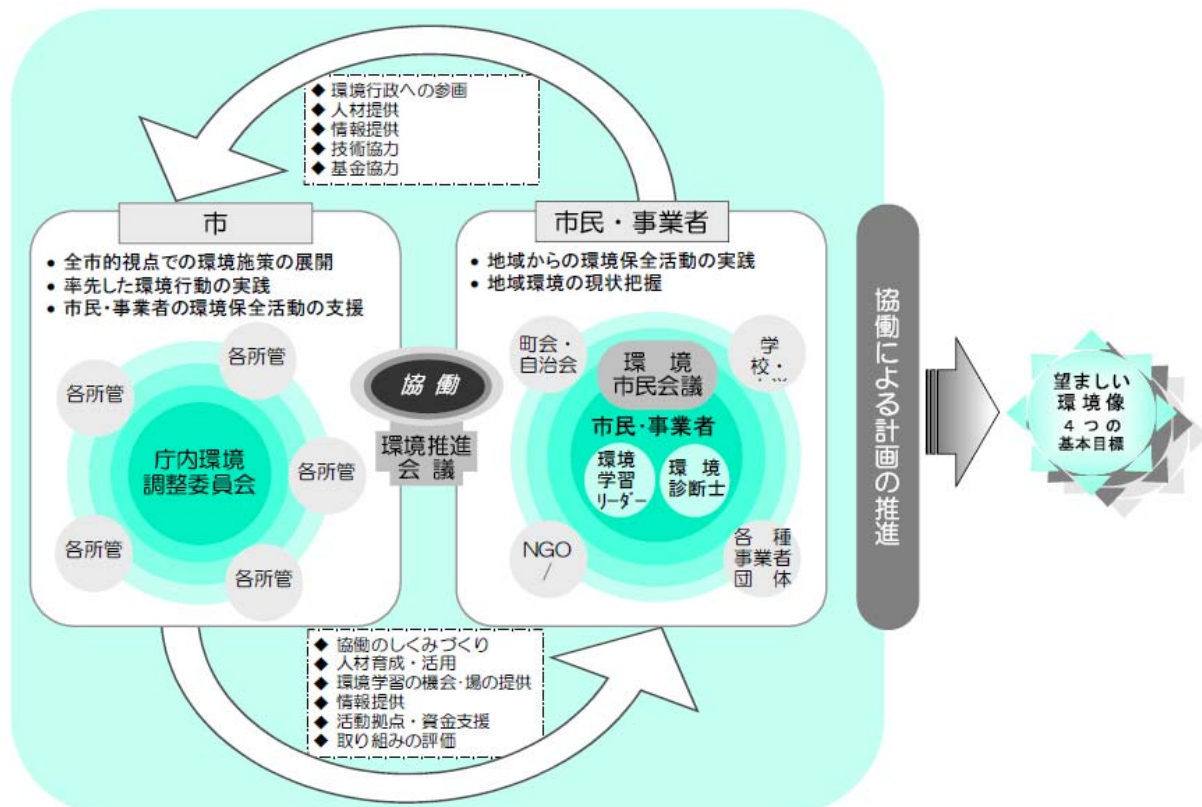 ◆ 環境行政への参画
◆ 人材提供
◆ 情報提供
◆ 技術協力
◆ 基金協力
市
• 全市的視点での環境施策の展開
• 率先した環境行動の実践
• 市民・事業者の環境保全活動の支援
各所管
各所管
各所管
各所管
各所管
庁内環境
調整委員会
協働
環境推進
会議
市民・事業者
• 地域からの環境保全活動の実践
• 地域環境の現状把握
町会・
自治会
環境
市民会議
学
校・
市民・事業者
環境
学習
リーダー
環境
診断士
NGO
/
各種
事業者
団体
◆ 協働のしくみづくり
◆ 人材育成・活用
◆ 環境学習の機会・場の提供
◆ 情報提供
◆ 活動拠点・資金支援
◆ 取り組みの評価
協働による計画の推進
望ましい
環境像
4つの
基本目標